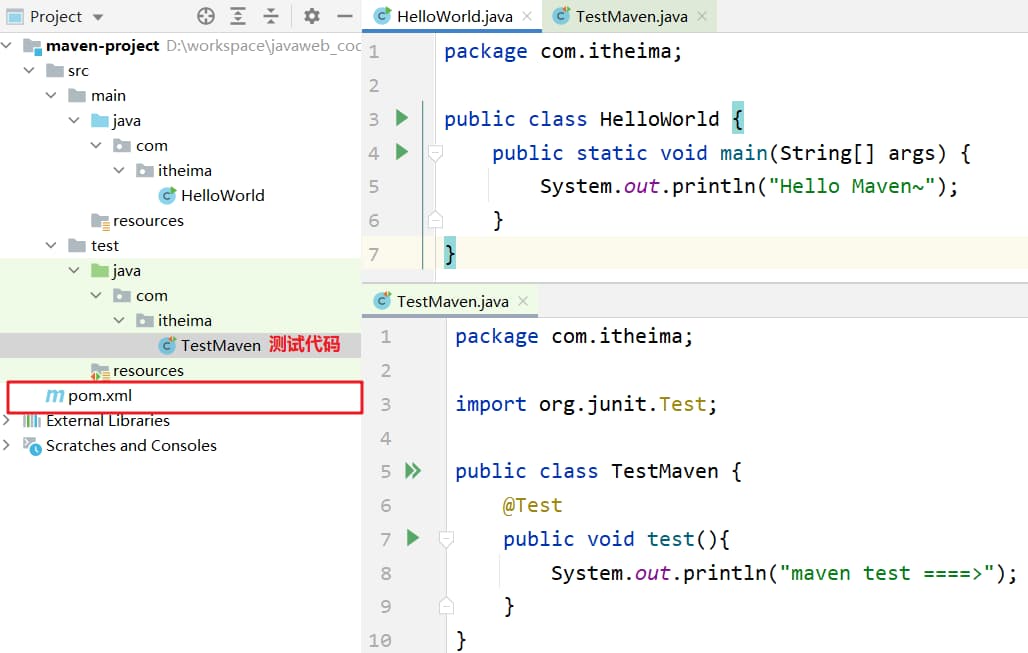 Project
maven-project D:\workspace\javaweb_cod
src
main
java
com
itheima
HelloWorld
resources
test
java
com
itheima
TestMaven 测试代码
resources
pom.xml
External Libraries
Scratches and Consoles
HelloWorld.java
TestMaven.java
1 package com.itheima;
2
3 public class HelloWorld {
4 public static void main(String[] args) {
5 System.out.println("Hello Maven~");
6 }
7 }
TestMaven.java
1 package com.itheima;
2
3 import org.junit.Test;
4
5 public class TestMaven {
6 @Test
7 public void test(){
8 System.out.println("maven test ====>");
9 }
10 }